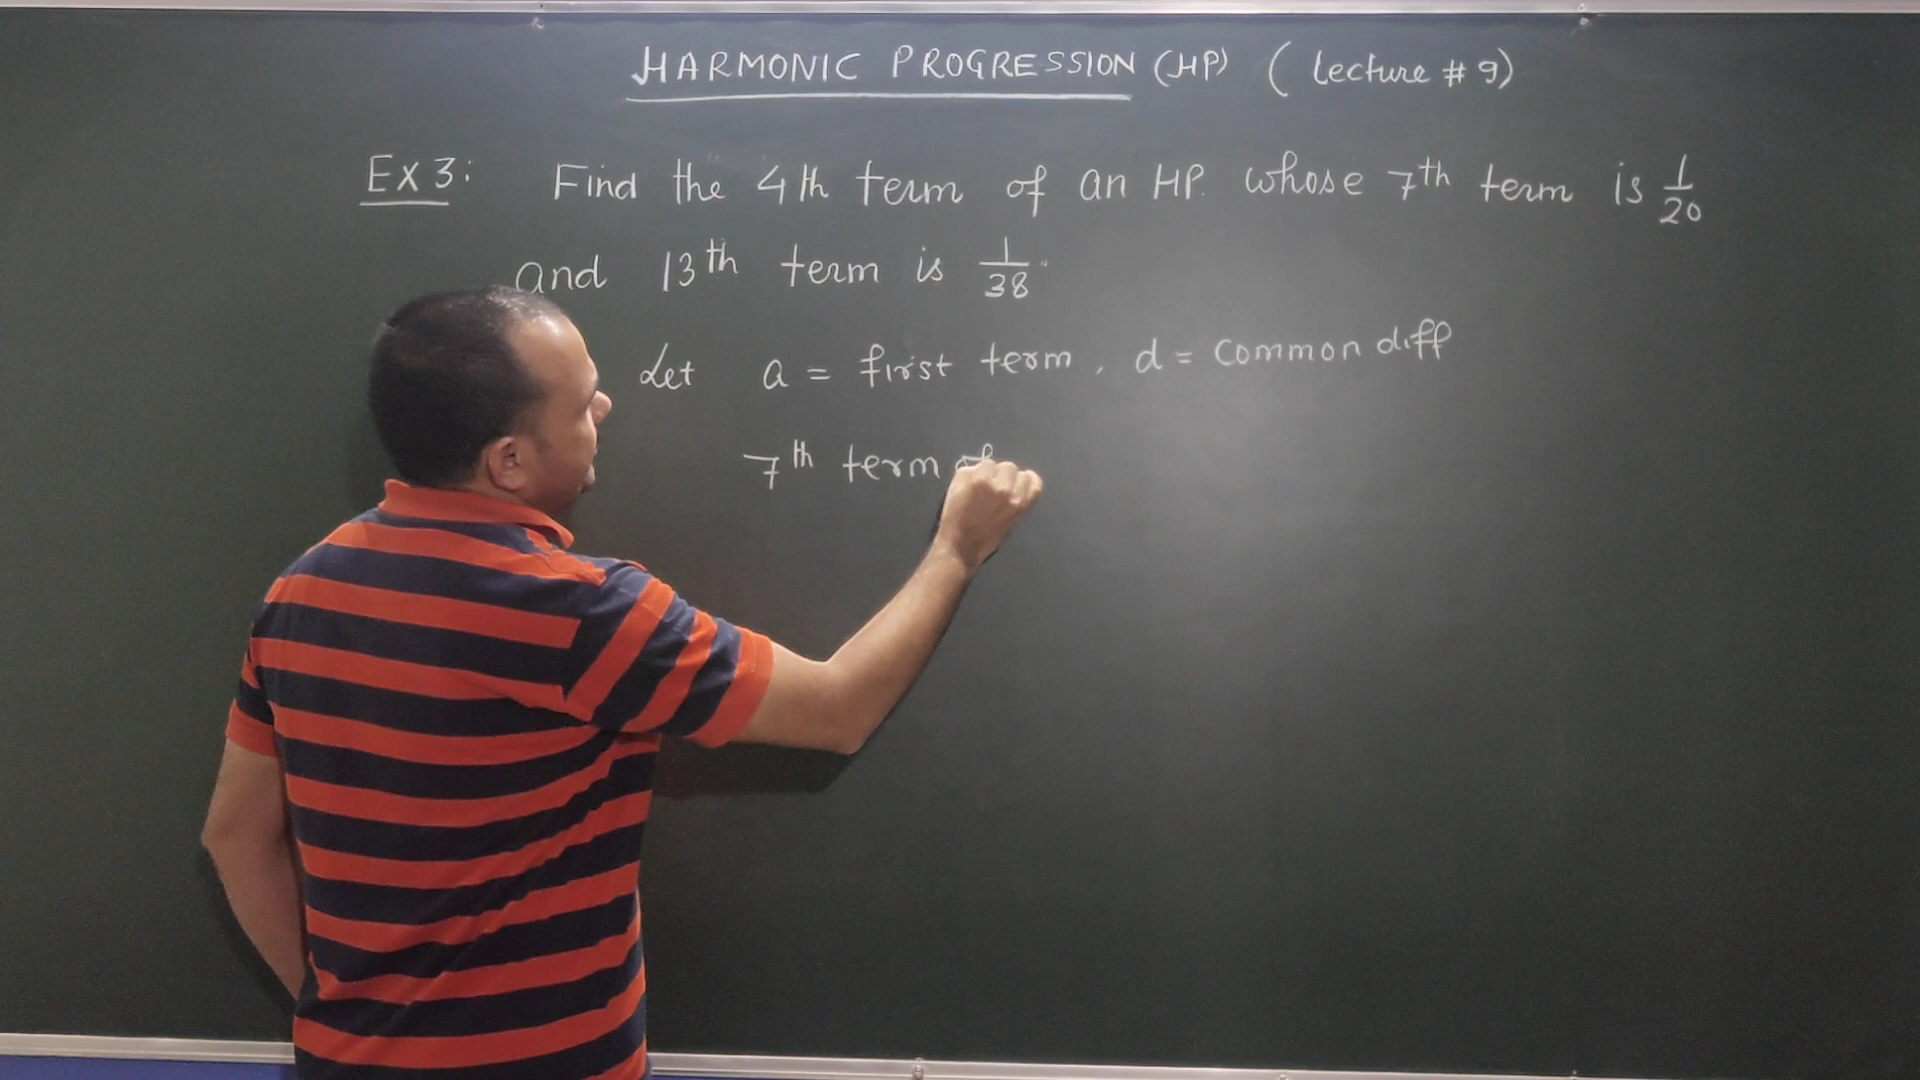 HARMONIC PROGRESSION (HP) ( Lecture # 9)
Ex 3: Find the 4th term of an HP. whose 7th term is 1/20
and 13th term is 1/38.
Let a = first term, d = Common diff
7th term of